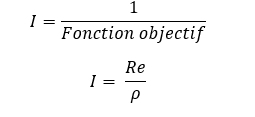 I = 1 / Fonction objectif
I = Re / ρ